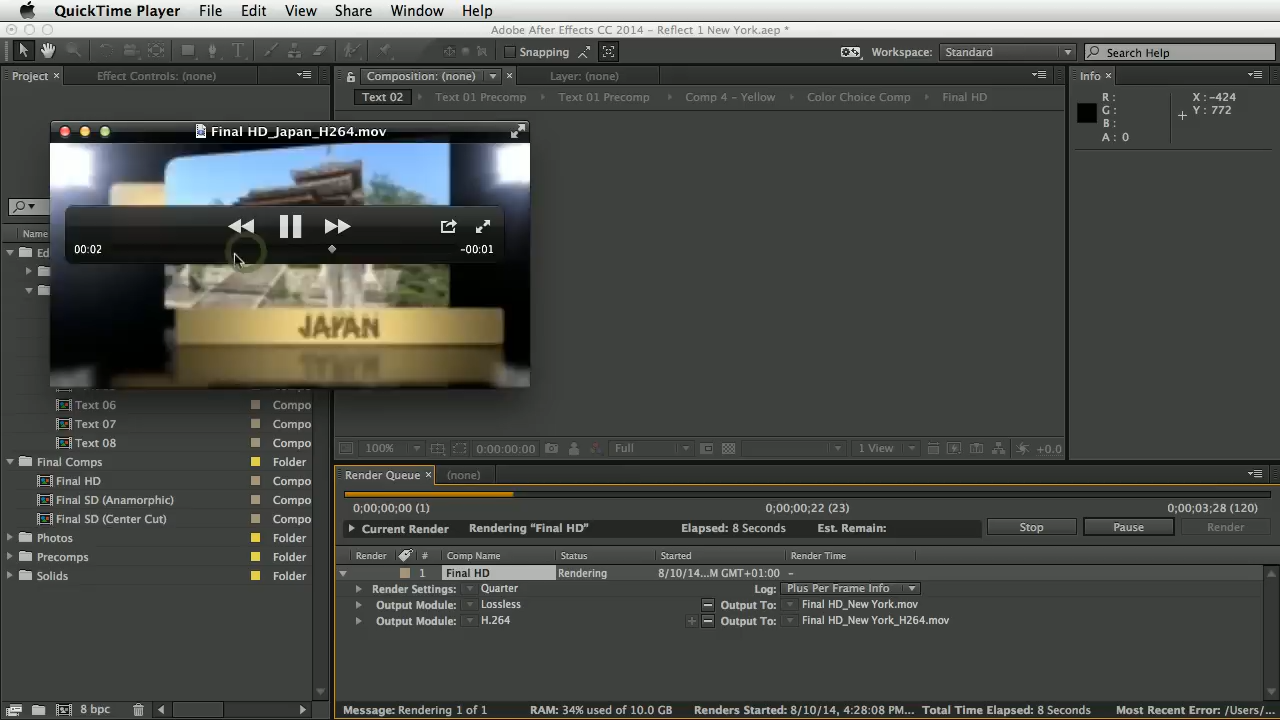 QuickTime Player File Edit View Share Window Help
Adobe After Effects CC 2014 - Reflect 1 New York.aep *
Snapping Workspace: Standard Search Help
Project × Effect Controls: (none) Composition: (none) × Layer: (none) Info ×
Text 02 Text 01 Precomp Text 01 Precomp Comp 4 - Yellow Color Choice Comp Final HD
R: X: -424
G: Y: 772
B:
A: 0
Final HD_Japan_H264.mov
00:02 -00:01
Name
Ed
JAPAN
Text 06 Compo
Text 07 Compo
Text 08 Compo
100% 0:00:00:00 Full 1 View +0.0
Final Comps Folder
Render Queue × (none)
Final HD Compo
Final SD (Anamorphic) Compo
0;00;00;00 (1) 0;00;00;22 (23) 0;00;03;28 (120)
Final SD (Center Cut) Compo
Current Render Rendering “Final HD” Elapsed: 8 Seconds Est. Remain: Stop Pause Render
Photos Folder
Precomps Folder
Render # Comp Name Status Started Render Time
Solids Folder
1 Final HD Rendering 8/10/14...M GMT+01:00 -
Render Settings: Quarter Log: Plus Per Frame Info
Output Module: Lossless Output To: Final HD_New York.mov
Output Module: H.264 Output To: Final HD_New York_H264.mov
8 bpc Message: Rendering 1 of 1 RAM: 34% used of 10.0 GB Renders Started: 8/10/14, 4:28:08 PM... Total Time Elapsed: 8 Seconds Most Recent Error: /Users/...